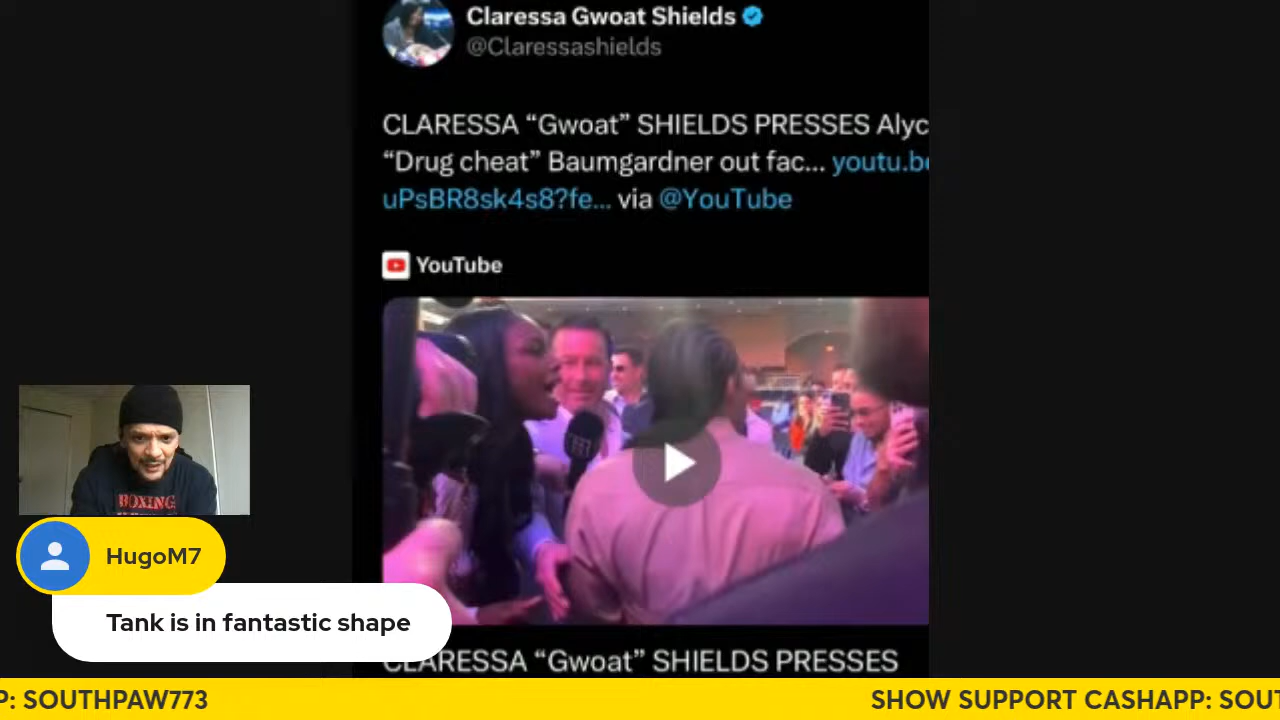 Claressa Gwoat Shields
@Claressashields
CLARESSA “Gwoat” SHIELDS PRESSES Alyc
“Drug cheat” Baumgardner out fac... youtu.be
uPsBR8sk4s8?fe... via @YouTube
YouTube
BOXING
HugoM7
Tank is in fantastic shape
CLARESSA “Gwoat” SHIELDS PRESSES
P: SOUTHPAW773
SHOW SUPPORT CASHAPP: SOUT